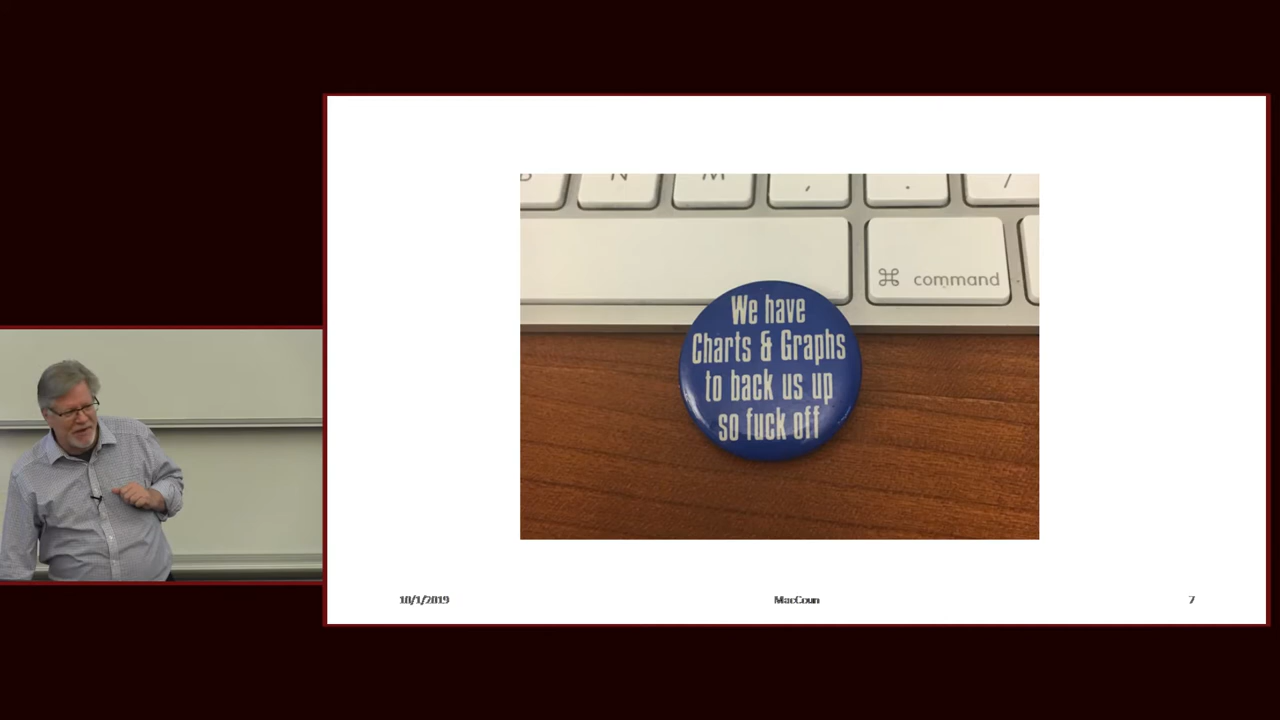 N M , . /
⌘ command
We have
Charts & Graphs
to back us up
so fuck off
10/1/2019 MacCoun 7